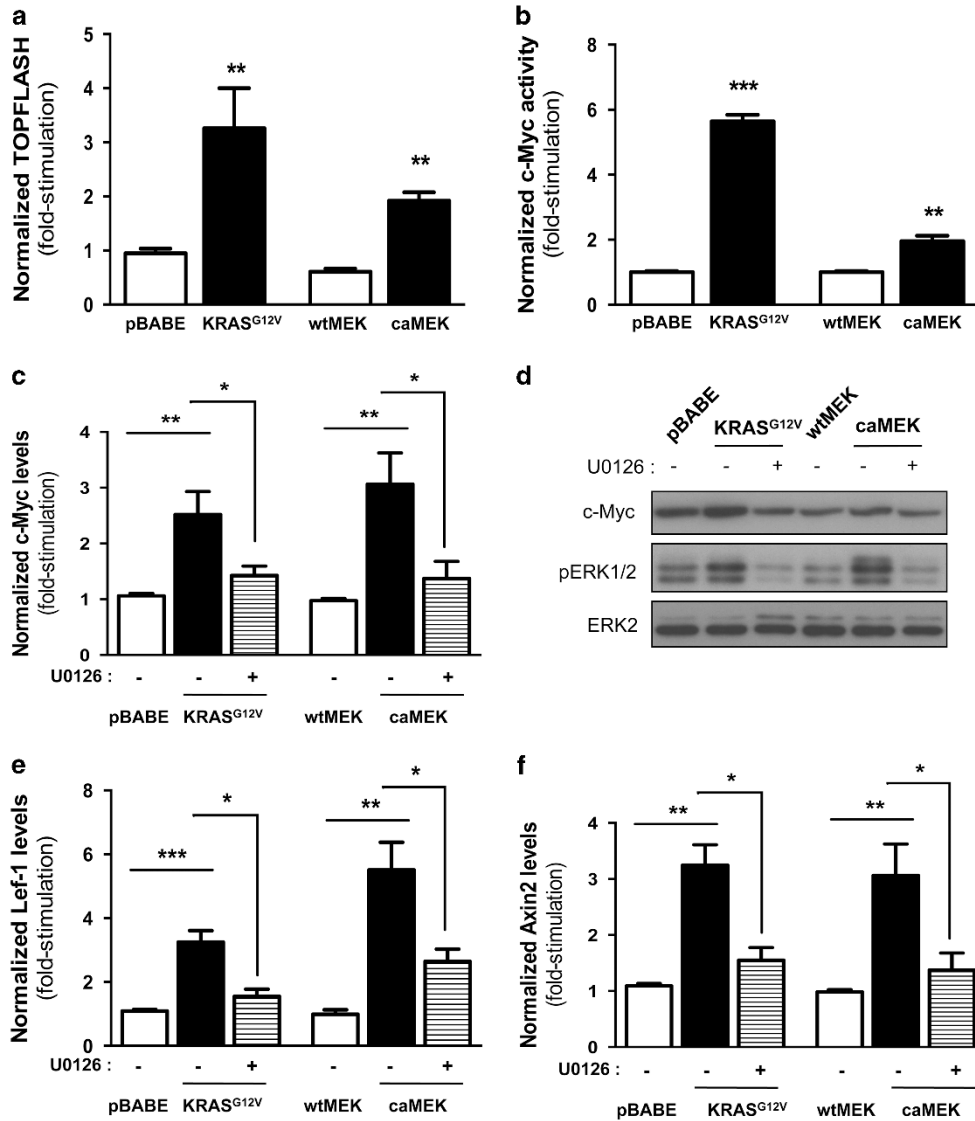 a
Normalized TOPFLASH
(fold-stimulation)
5
4
3
2
1
0
**
**
pBABE KRASG12V wtMEK caMEK
b
Normalized c-Myc activity
(fold-stimulation)
8
6
4
2
0
***
**
pBABE KRASG12V wtMEK caMEK
c
Normalized c-Myc levels
(fold-stimulation)
4
3
2
1
0
** * ** *
U0126 : - - + - - +
pBABE KRASG12V wtMEK caMEK
d
pBABE KRASG12V wtMEK caMEK
U0126 : - - + - - +
c-Myc
pERK1/2
ERK2
e
Normalized Lef-1 levels
(fold-stimulation)
8
6
4
2
0
*** * ** *
U0126 : - - + - - +
pBABE KRASG12V wtMEK caMEK
f
Normalized Axin2 levels
(fold-stimulation)
4
3
2
1
0
** * ** *
U0126 : - - + - - +
pBABE KRASG12V wtMEK caMEK